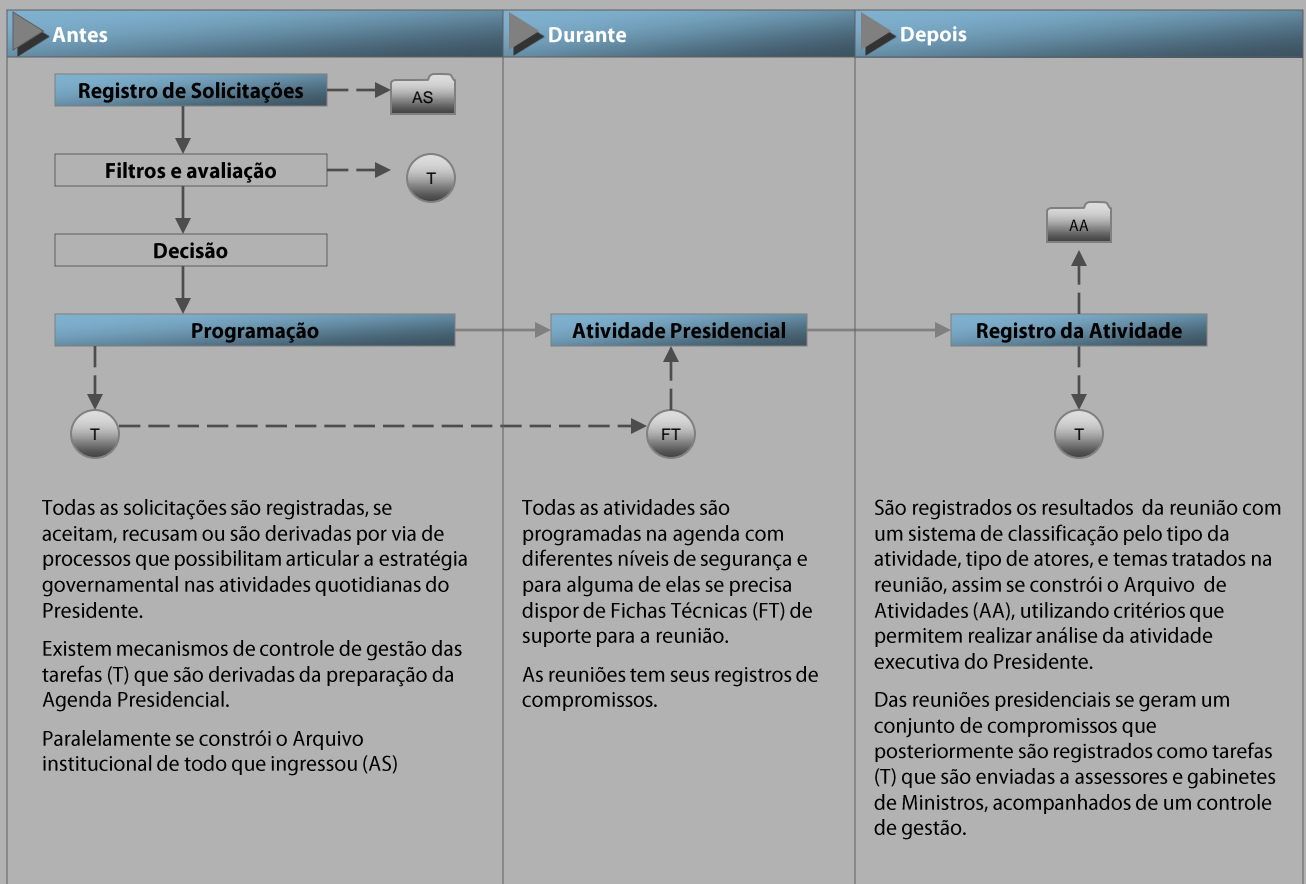 Antes
Registro de Solicitações
AS
Filtros e avaliação
T
Decisão
Programação
T
Todas as solicitações são registradas, se
aceitam, recusam ou são derivadas por via de
processos que possibilitam articular a estratégia
governamental nas atividades quotidianas do
Presidente.
Existem mecanismos de controle de gestão das
tarefas (T) que são derivadas da preparação da
Agenda Presidencial.
Paralelamente se constrói o Arquivo
institucional de todo que ingressou (AS)
Durante
Atividade Presidencial
FT
Todas as atividades são
programadas na agenda com
diferentes níveis de segurança e
para alguma de elas se precisa
dispor de Fichas Técnicas (FT) de
suporte para a reunião.
As reuniões tem seus registros de
compromissos.
Depois
AA
Registro da Atividade
T
São registrados os resultados da reunião com
um sistema de classificação pelo tipo da
atividade, tipo de atores, e temas tratados na
reunião, assim se constrói o Arquivo de
Atividades (AA), utilizando critérios que
permitem realizar análise da atividade
executiva do Presidente.
Das reuniões presidenciais se geram um
conjunto de compromissos que
posteriormente são registrados como tarefas
(T) que são enviadas a assessores e gabinetes
de Ministros, acompanhados de um controle
de gestão.